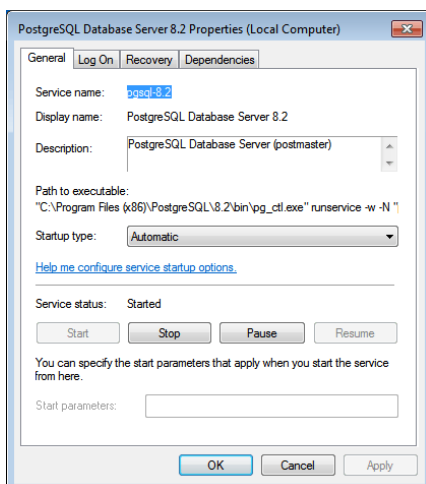 PostgreSQL Database Server 8.2 Properties (Local Computer)
General Log On Recovery Dependencies
Service name: pgsql-8.2
Display name: PostgreSQL Database Server 8.2
Description: PostgreSQL Database Server (postmaster)
Path to executable:
"C:\Program Files (x86)\PostgreSQL\8.2\bin\pg_ctl.exe" runservice -w -N "
Startup type: Automatic
Help me configure service startup options.
Service status: Started
Start Stop Pause Resume
You can specify the start parameters that apply when you start the service
from here.
Start parameters:
OK Cancel Apply